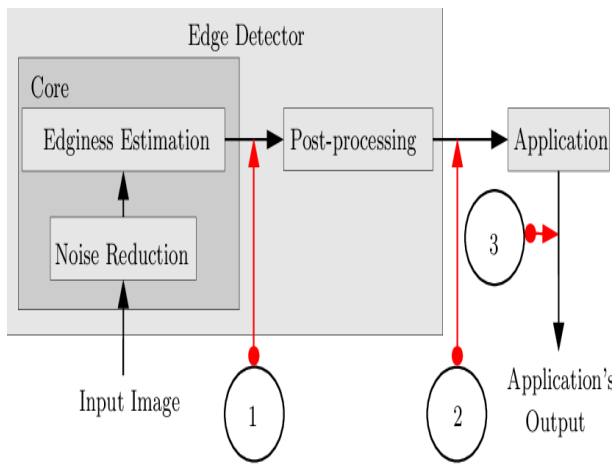 Edge Detector
Core
Edginess Estimation
Post-processing
Application
Noise Reduction
3
Input Image
1
2
Application's
Output